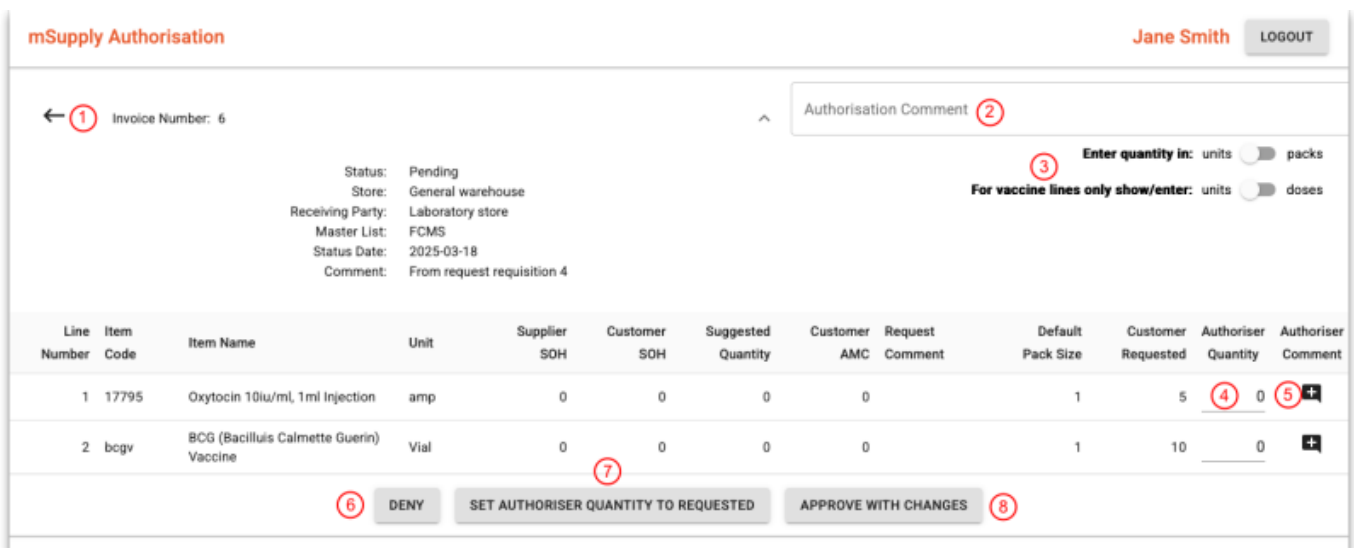 mSupply Authorisation
Jane Smith LOGOUT
1 Invoice Number: 6
Authorisation Comment 2
3
Enter quantity in: units packs
For vaccine lines only show/enter: units doses
Status: Pending
Store: General warehouse
Receiving Party: Laboratory store
Master List: FCMS
Status Date: 2025-03-18
Comment: From request requisition 4
Line Number Item Code Item Name Unit Supplier SOH Customer SOH Suggested Quantity Customer AMC Request Comment Default Pack Size Customer Requested Authoriser Quantity Authoriser Comment
1 17795 Oxytocin 10iu/ml, 1ml Injection amp 0 0 0 0 1 5 4 0 5
2 bcgv BCG (Bacilluis Calmette Guerin) Vaccine Vial 0 0 0 0 1 10 0
7
6 DENY SET AUTHORISER QUANTITY TO REQUESTED APPROVE WITH CHANGES 8